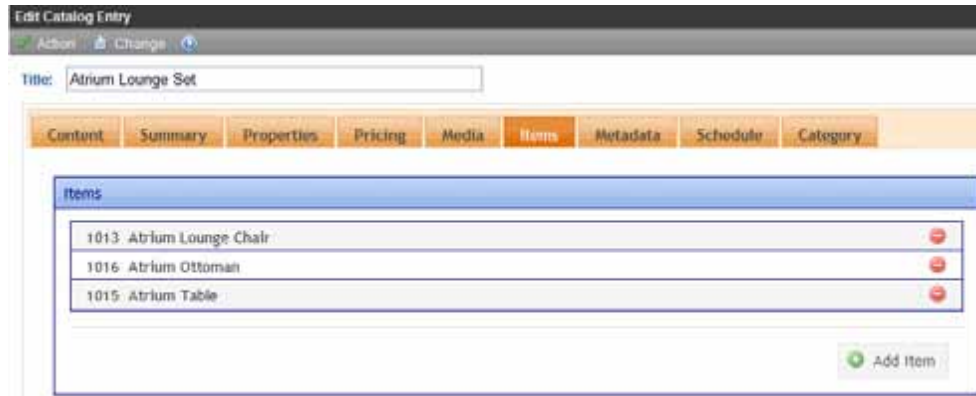 Edit Catalog Entry
Action Change
Title: Atrium Lounge Set
Content Summary Properties Pricing Media Items Metadata Schedule Category
Items
1013 Atrium Lounge Chair
1016 Atrium Ottoman
1015 Atrium Table
Add Item